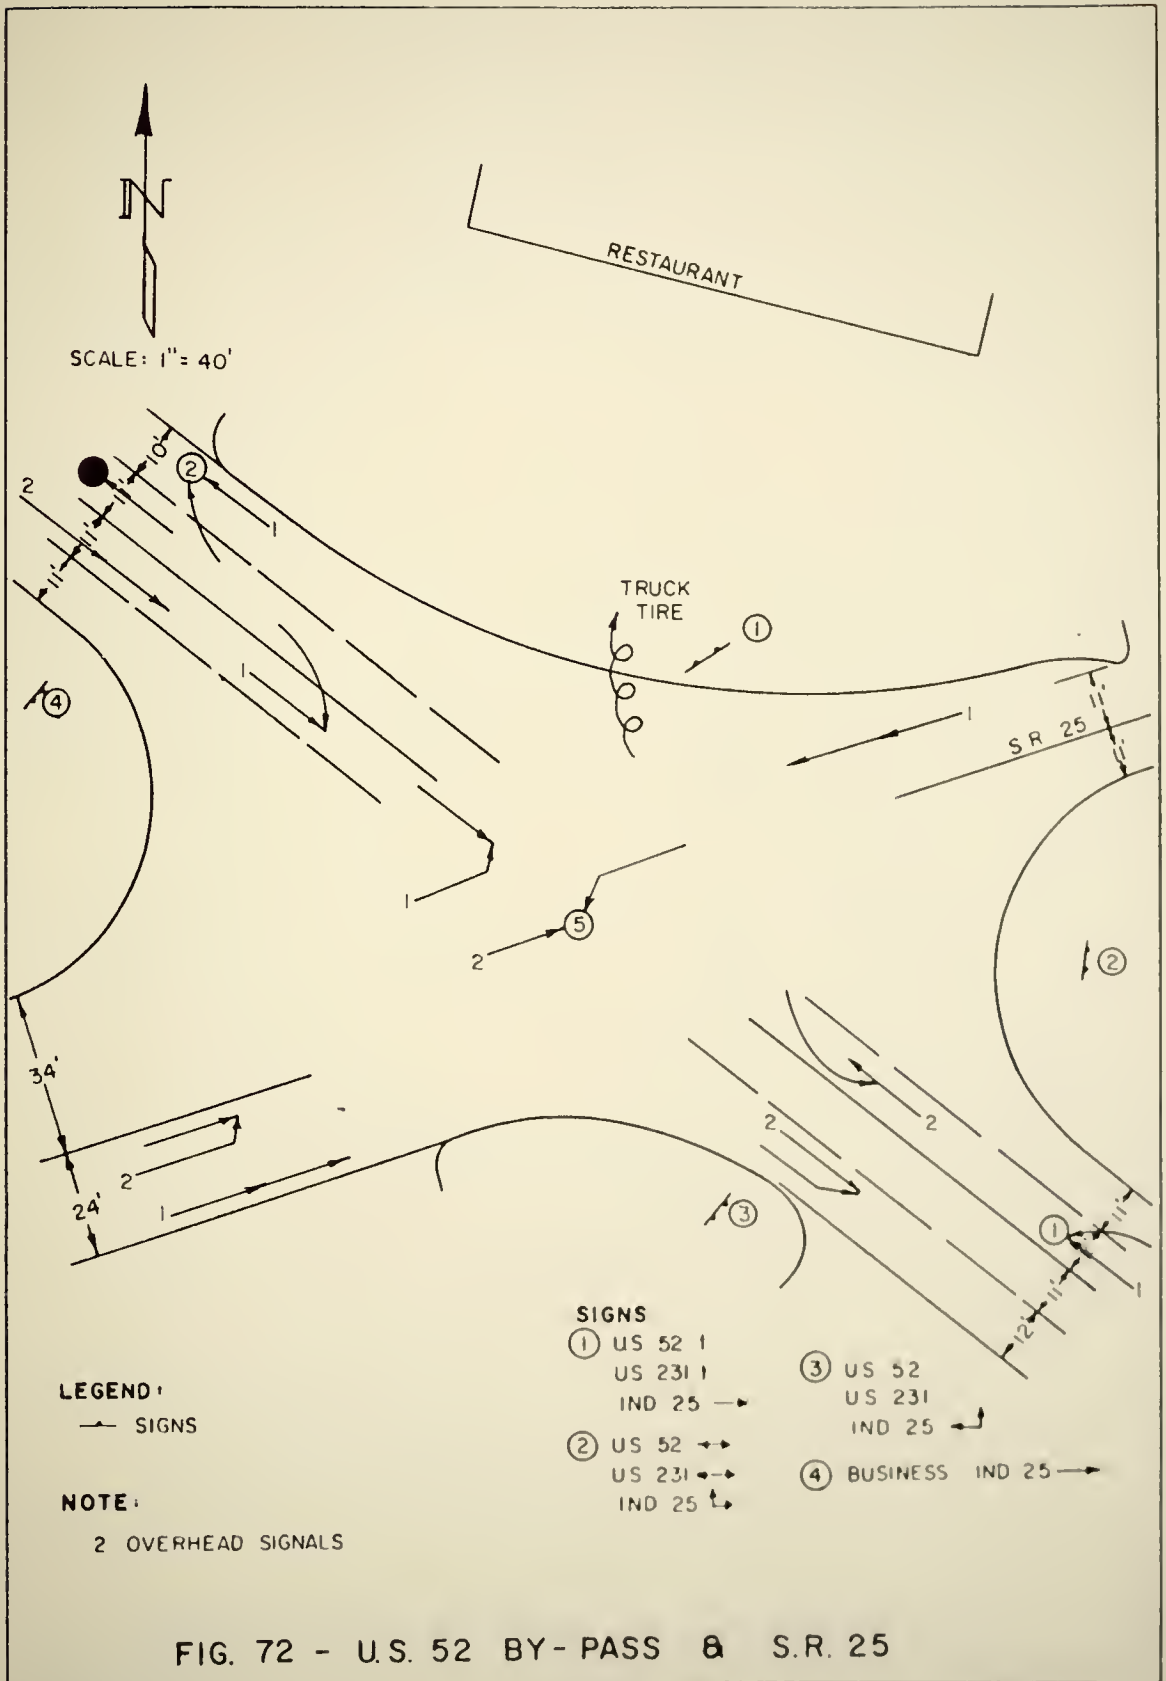 N
SCALE: 1"= 40'
RESTAURANT
10'
2
2
11'
11'
11'
1
TRUCK
TIRE
1
4
1
1
S R 25
11'
11'
1
5
2
2
34'
2
2
24'
2
1
3
1
11'
1
11'
12'
SIGNS
1 US 52
US 231
IND 25
2 US 52
US 231
IND 25
3 US 52
US 231
IND 25
4 BUSINESS IND 25
LEGEND:
SIGNS
NOTE:
2 OVERHEAD SIGNALS
FIG. 72 - U.S. 52 BY-PASS & S.R. 25